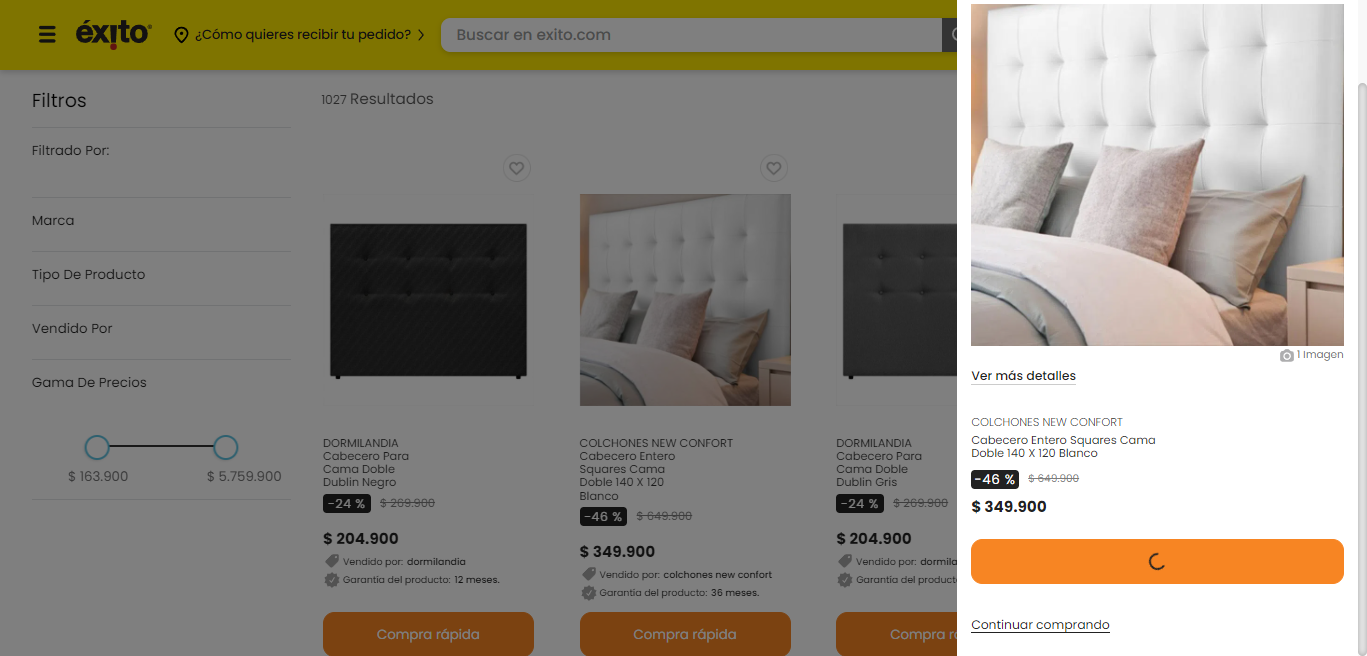 éxito
¿Cómo quieres recibir tu pedido?
Buscar en exito.com
Filtros
Filtrado Por:
Marca
Tipo De Producto
Vendido Por
Gama De Precios
$ 163.900 $ 5.759.900
1027 Resultados
DORMILANDIA
Cabecero Para
Cama Doble
Dublin Negro
-24 % $ 269.900
$ 204.900
Vendido por: dormilandia
Garantía del producto: 12 meses.
Compra rápida
COLCHONES NEW CONFORT
Cabecero Entero
Squares Cama
Doble 140 X 120
Blanco
-46 % $ 649.900
$ 349.900
Vendido por: colchones new confort
Garantía del producto: 36 meses.
Compra rápida
DORMILANDIA
Cabecero Para
Cama Doble
Dublin Gris
-24 % $ 269.900
$ 204.900
Vendido por: dormila
Garantía del product
Compra r
1 Imagen
Ver más detalles
COLCHONES NEW CONFORT
Cabecero Entero Squares Cama
Doble 140 X 120 Blanco
-46 % $ 649.900
$ 349.900
Continuar comprando